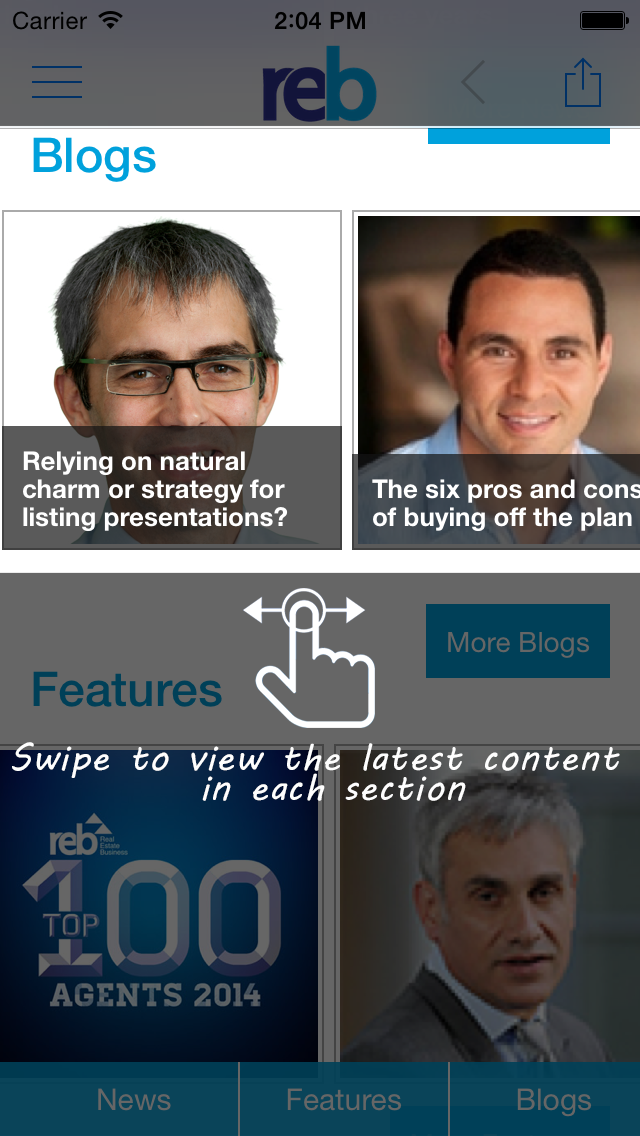 Carrier 2:04 PM
reb
Blogs
Relying on natural
charm or strategy for
listing presentations?
The six pros and cons
of buying off the plan
More Blogs
Features
Swipe to view the latest content
in each section
reb Real
Estate
Business
TOP 100
AGENTS 2014
News Features Blogs